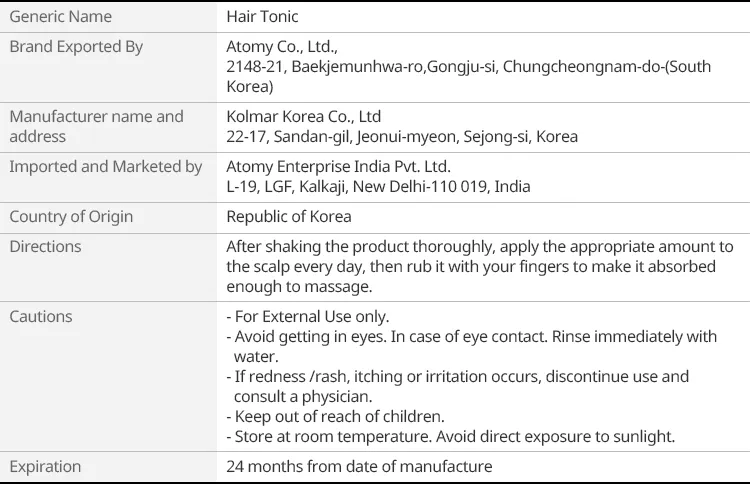 Generic Name Hair Tonic
Brand Exported By Atomy Co., Ltd.,
2148-21, Baekjemunhwa-ro,Gongju-si, Chungcheongnam-do-(South
Korea)
Manufacturer name and Kolmar Korea Co., Ltd
address 22-17, Sandan-gil, Jeonui-myeon, Sejong-si, Korea
Imported and Marketed by Atomy Enterprise India Pvt. Ltd.
L-19, LGF, Kalkaji, New Delhi-110 019, India
Country of Origin Republic of Korea
Directions After shaking the product thoroughly, apply the appropriate amount to
the scalp every day, then rub it with your fingers to make it absorbed
enough to massage.
Cautions - For External Use only.
- Avoid getting in eyes. In case of eye contact. Rinse immediately with
water.
- If redness /rash, itching or irritation occurs, discontinue use and
consult a physician.
- Keep out of reach of children.
- Store at room temperature. Avoid direct exposure to sunlight.
Expiration 24 months from date of manufacture